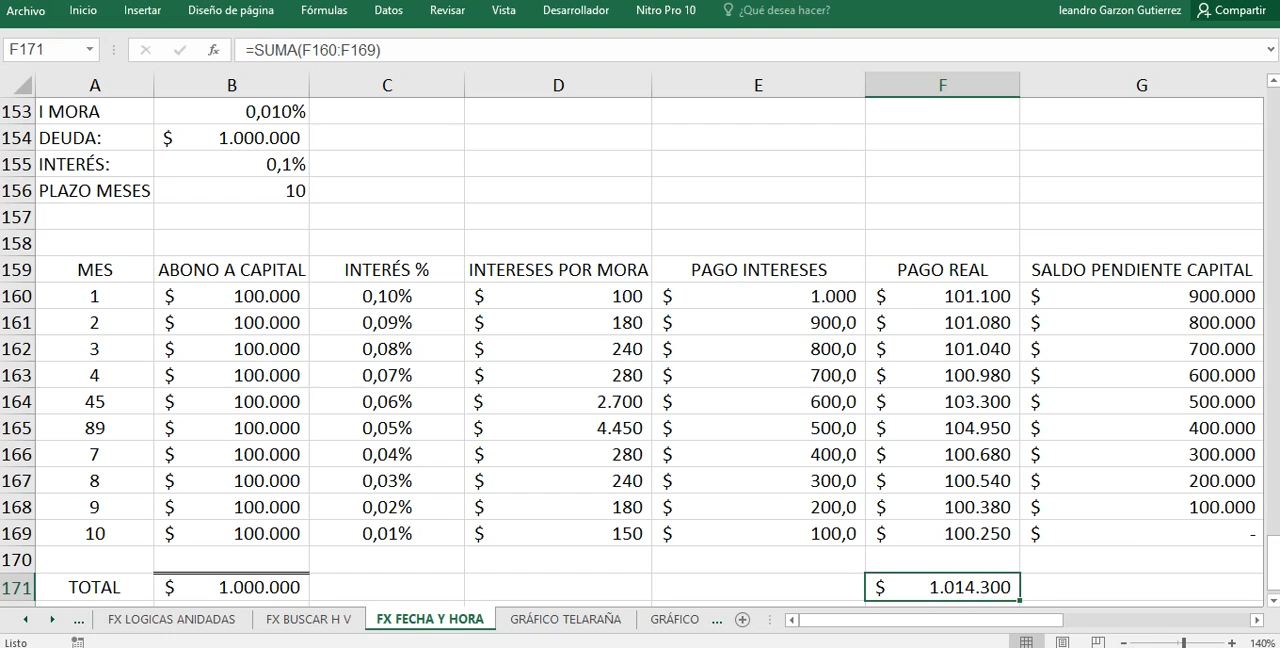 Archivo Inicio Insertar Diseño de página Fórmulas Datos Revisar Vista Desarrollador Nitro Pro 10 ¿Qué desea hacer? leandro Garzon Gutierrez Compartir
F171 fx =SUMA(F160:F169)
A B C D E F G
153 I MORA 0,010%
154 DEUDA: $ 1.000.000
155 INTERÉS: 0,1%
156 PLAZO MESES 10
157
158
159 MES ABONO A CAPITAL INTERÉS % INTERESES POR MORA PAGO INTERESES PAGO REAL SALDO PENDIENTE CAPITAL
160 1 $ 100.000 0,10% $ 100 $ 1.000 $ 101.100 $ 900.000
161 2 $ 100.000 0,09% $ 180 $ 900,0 $ 101.080 $ 800.000
162 3 $ 100.000 0,08% $ 240 $ 800,0 $ 101.040 $ 700.000
163 4 $ 100.000 0,07% $ 280 $ 700,0 $ 100.980 $ 600.000
164 45 $ 100.000 0,06% $ 2.700 $ 600,0 $ 103.300 $ 500.000
165 89 $ 100.000 0,05% $ 4.450 $ 500,0 $ 104.950 $ 400.000
166 7 $ 100.000 0,04% $ 280 $ 400,0 $ 100.680 $ 300.000
167 8 $ 100.000 0,03% $ 240 $ 300,0 $ 100.540 $ 200.000
168 9 $ 100.000 0,02% $ 180 $ 200,0 $ 100.380 $ 100.000
169 10 $ 100.000 0,01% $ 150 $ 100,0 $ 100.250 $ -
170
171 TOTAL $ 1.000.000 $ 1.014.300
... FX LOGICAS ANIDADAS FX BUSCAR H V FX FECHA Y HORA GRÁFICO TELARAÑA GRÁFICO ...
Listo 140%